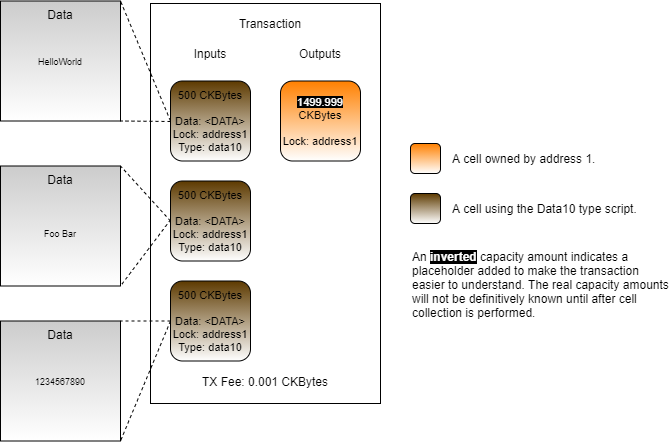 Data
HelloWorld
Data
Foo Bar
Data
1234567890
Transaction
Inputs
Outputs
500 CKBytes
Data: <DATA>
Lock: address1
Type: data10
500 CKBytes
Data: <DATA>
Lock: address1
Type: data10
500 CKBytes
Data: <DATA>
Lock: address1
Type: data10
1499.999
CKBytes
Lock: address1
TX Fee: 0.001 CKBytes
A cell owned by address 1.
A cell using the Data10 type script.
An inverted capacity amount indicates a
placeholder added to make the transaction
easier to understand. The real capacity amounts
will not be definitively known until after cell
collection is performed.